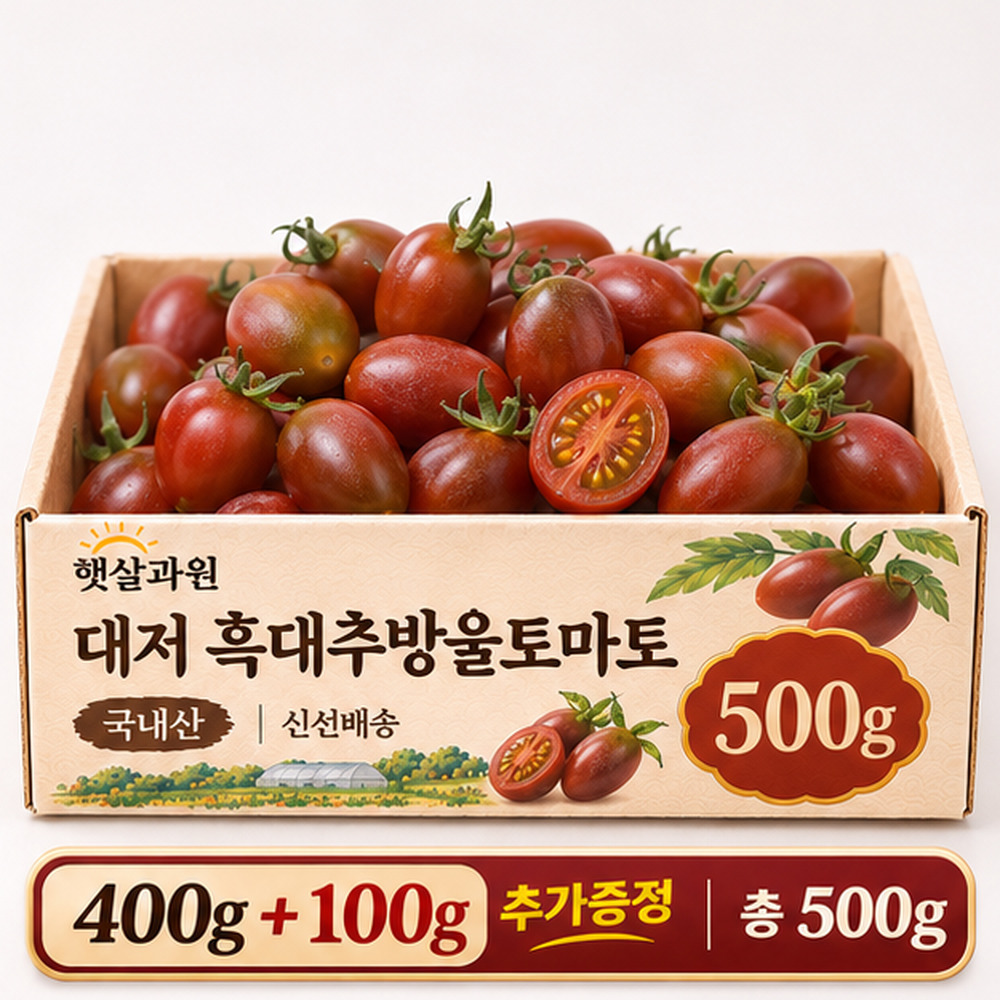 햇살과원
대저 흑대추방울토마토
국내산 | 신선배송
500g
400g + 100g 추가증정 | 총 500g